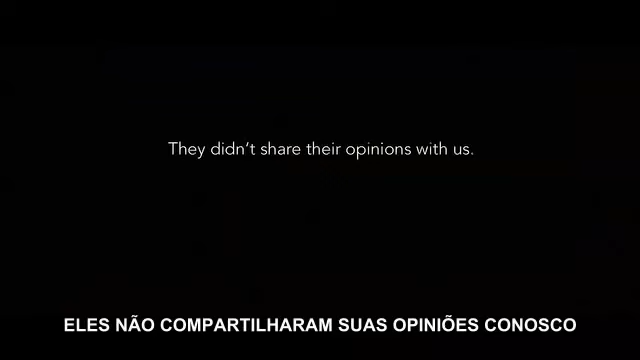 They didn't share their opinions with us.
ELES NÃO COMPARTILHARAM SUAS OPINIÕES CONOSCO